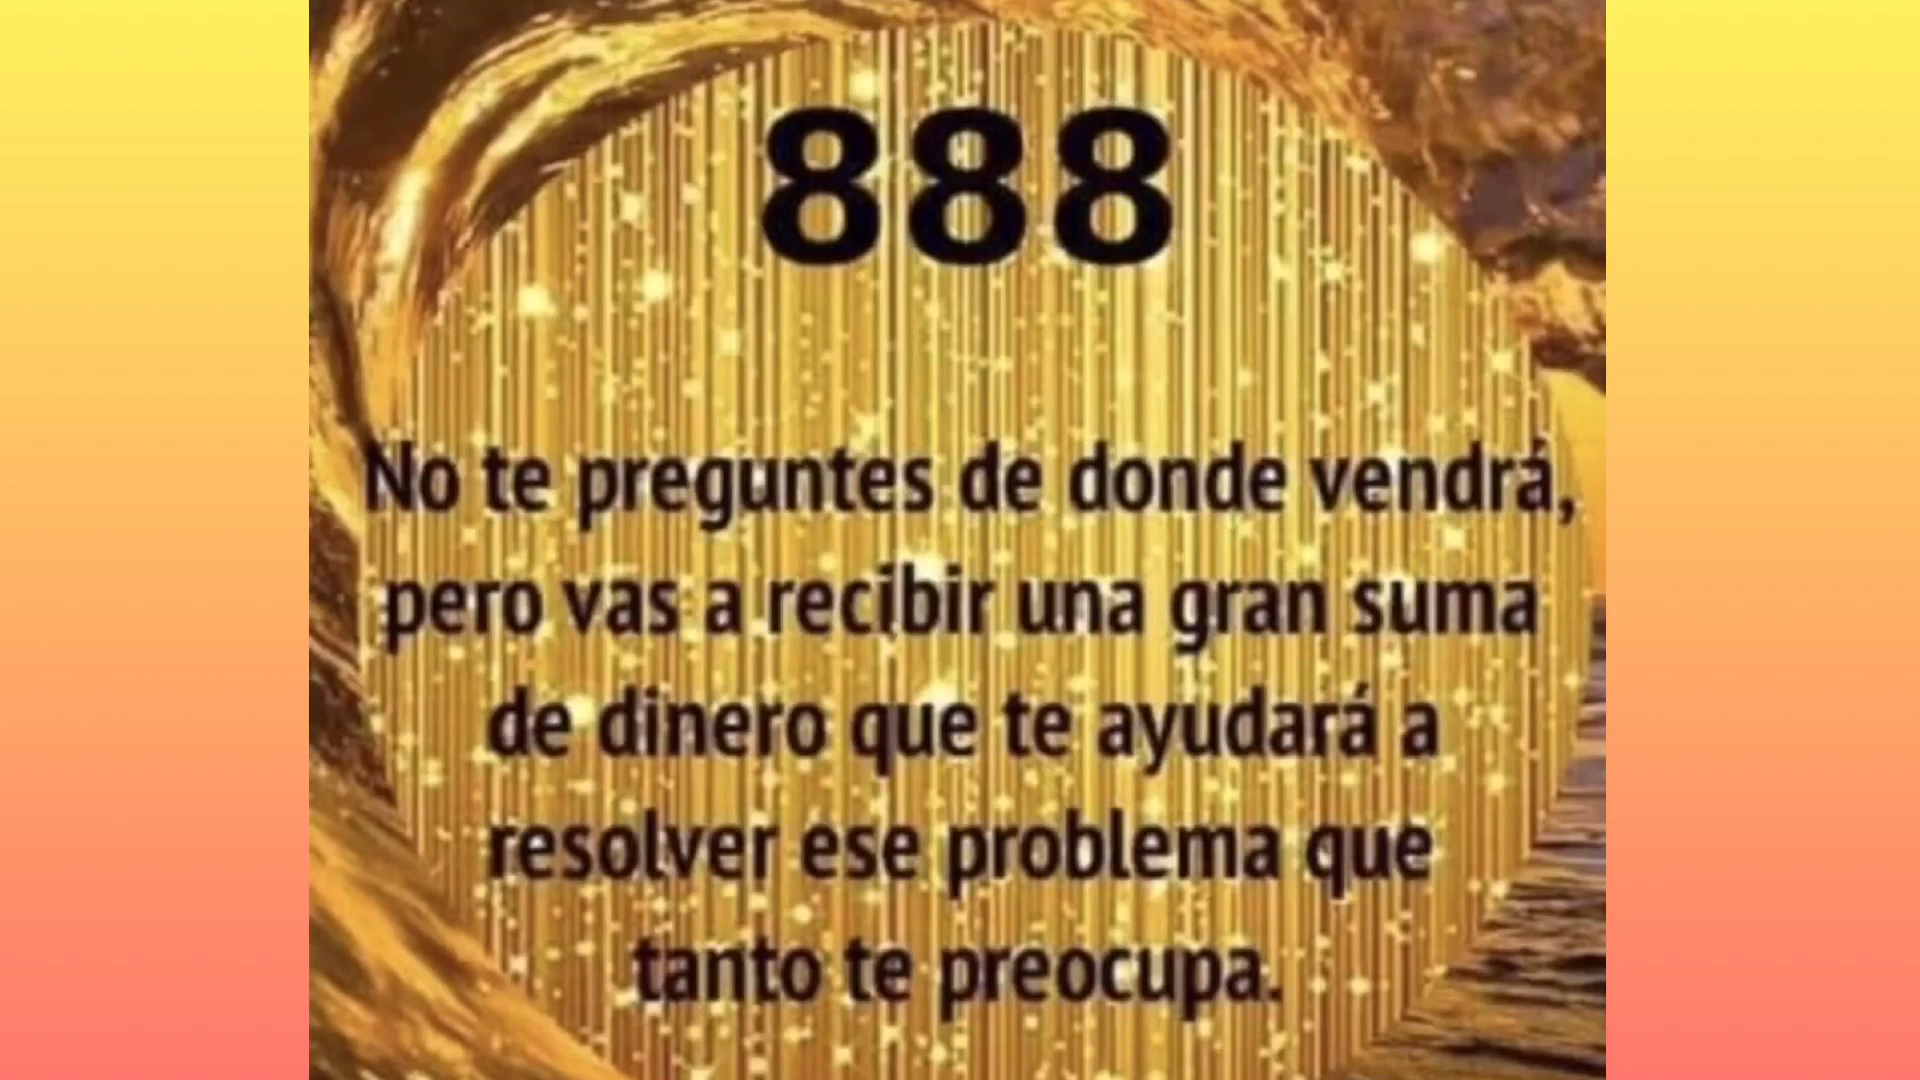 888
No te preguntes de donde vendrá,
pero vas a recibir una gran suma
de dinero que te ayudará a
resolver ese problema que
tanto te preocupa.